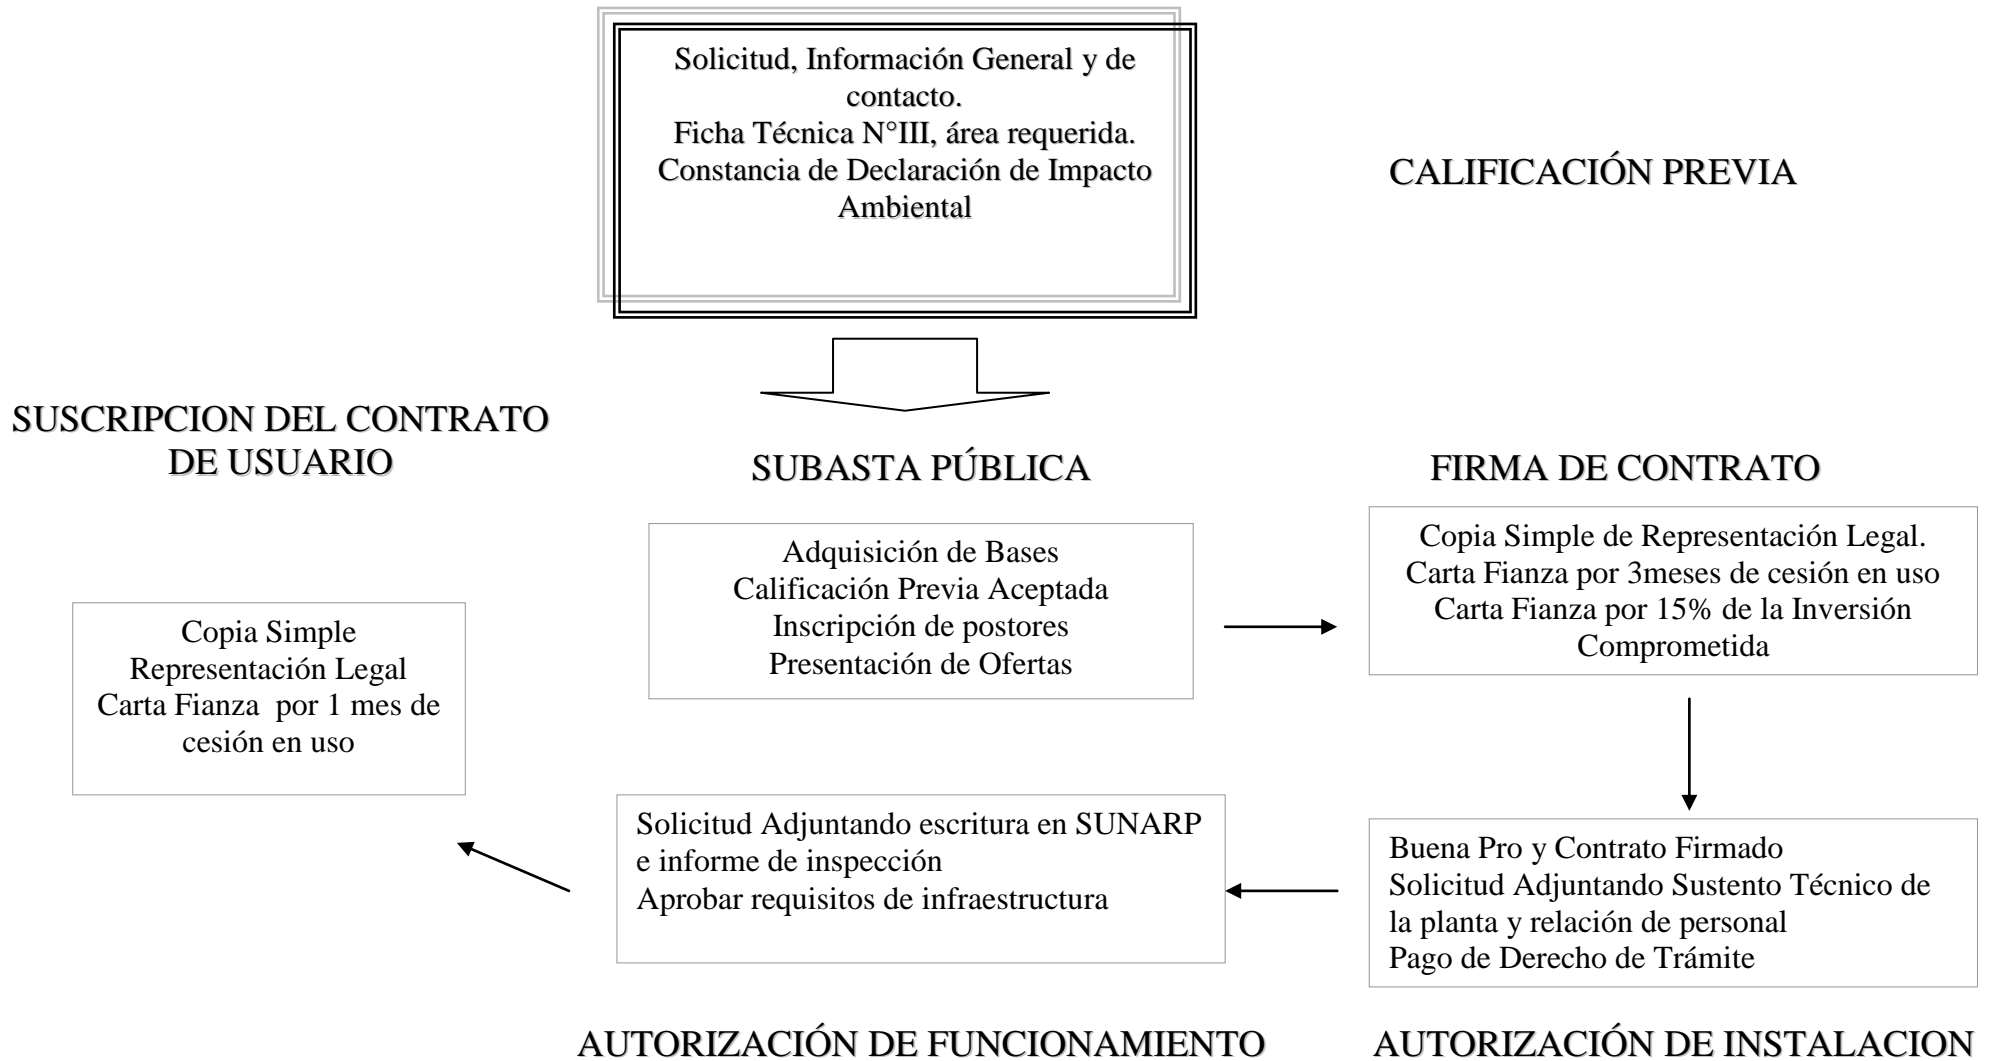 Solicitud, Información General y de
contacto.
Ficha Técnica N°III, área requerida.
Constancia de Declaración de Impacto
Ambiental
CALIFICACIÓN PREVIA
SUSCRIPCION DEL CONTRATO
DE USUARIO
Copia Simple
Representación Legal
Carta Fianza  por 1 mes de
cesión en uso
SUBASTA PÚBLICA
Adquisición de Bases
Calificación Previa Aceptada
Inscripción de postores
Presentación de Ofertas
FIRMA DE CONTRATO
Copia Simple de Representación Legal.
Carta Fianza por 3meses de cesión en uso
Carta Fianza por 15% de la Inversión
Comprometida
Solicitud Adjuntando escritura en SUNARP
e informe de inspección
Aprobar requisitos de infraestructura
Buena Pro y Contrato Firmado
Solicitud Adjuntando Sustento Técnico de
la planta y relación de personal
Pago de Derecho de Trámite
AUTORIZACIÓN DE FUNCIONAMIENTO
AUTORIZACIÓN DE INSTALACION